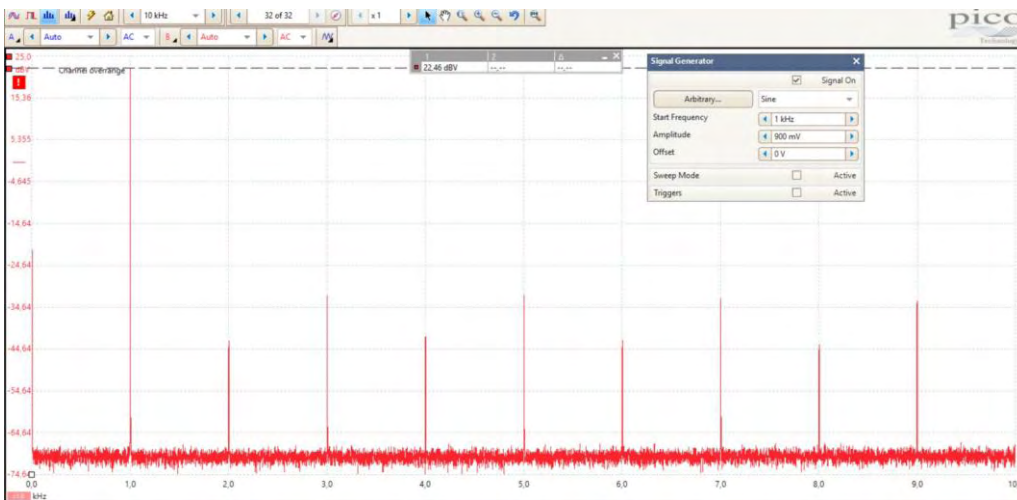 10 kHz 32 of 32 x1
pico
Technology
A Auto AC B Auto AC
25,0
dBV
Channel overrange
1 2 Δ
22,46 dBV --,-- --,--
Signal Generator
Signal On
Arbitrary... Sine
Start Frequency 1 kHz
Amplitude 900 mV
Offset 0 V
Sweep Mode Active
Triggers Active
15,36
5,355
-4,645
-14,64
-24,64
-34,64
-44,64
-54,64
-64,64
-74,64
0,0 1,0 2,0 3,0 4,0 5,0 6,0 7,0 8,0 9,0 10
kHz